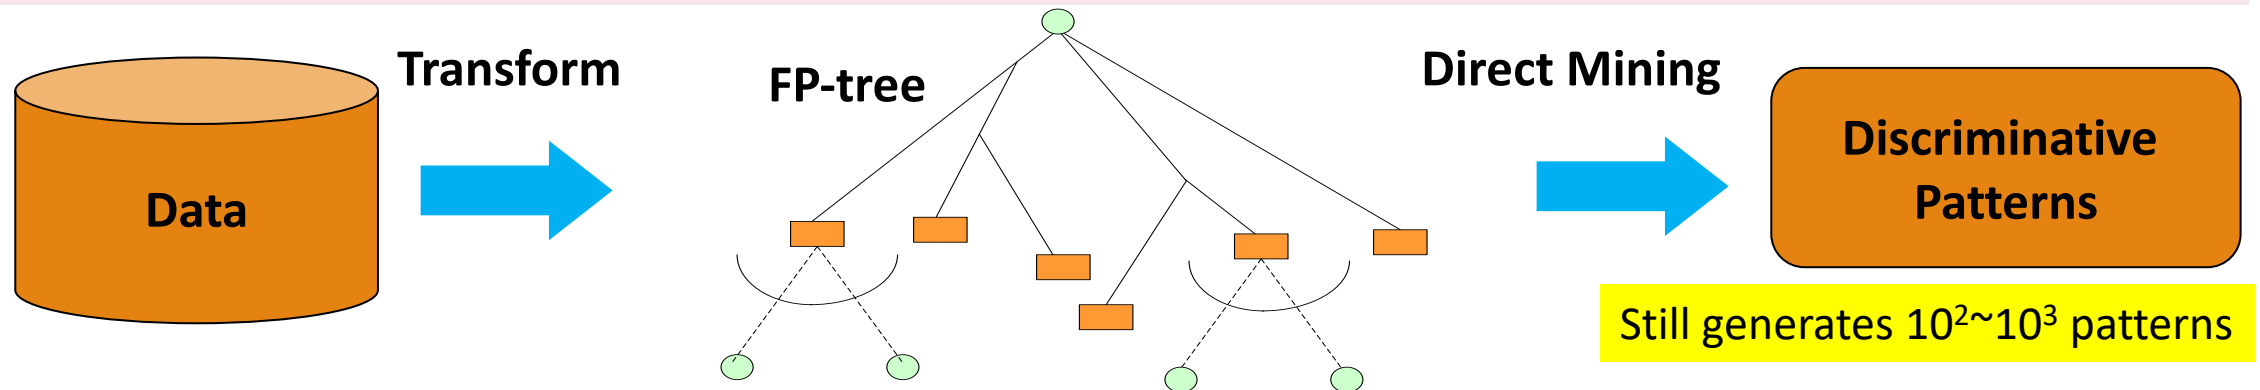 Transform
FP-tree
Direct Mining
Data
Discriminative
Patterns
Still generates 10²~10³ patterns